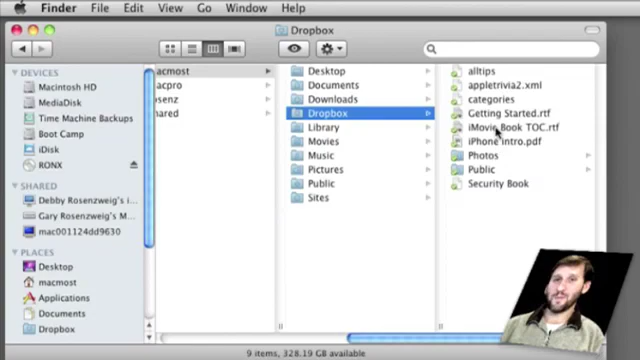 Finder File Edit View Go Window Help
Dropbox
DEVICES
Macintosh HD
MediaDisk
Time Machine Backups
Boot Camp
iDisk
RONX
SHARED
Debby Rosenzweig's i...
Gary Rosenzweig's M...
mac001124dd9630
PLACES
Desktop
macmost
Applications
Documents
Dropbox
acmost
acpro
osenz
hared
Desktop
Documents
Downloads
Dropbox
Library
Movies
Music
Pictures
Public
Sites
alltips
appletrivia2.xml
categories
Getting Started.rtf
iMovie Book TOC.rtf
iPhone Intro.pdf
Photos
Public
Security Book
9 items, 328.19 GB available